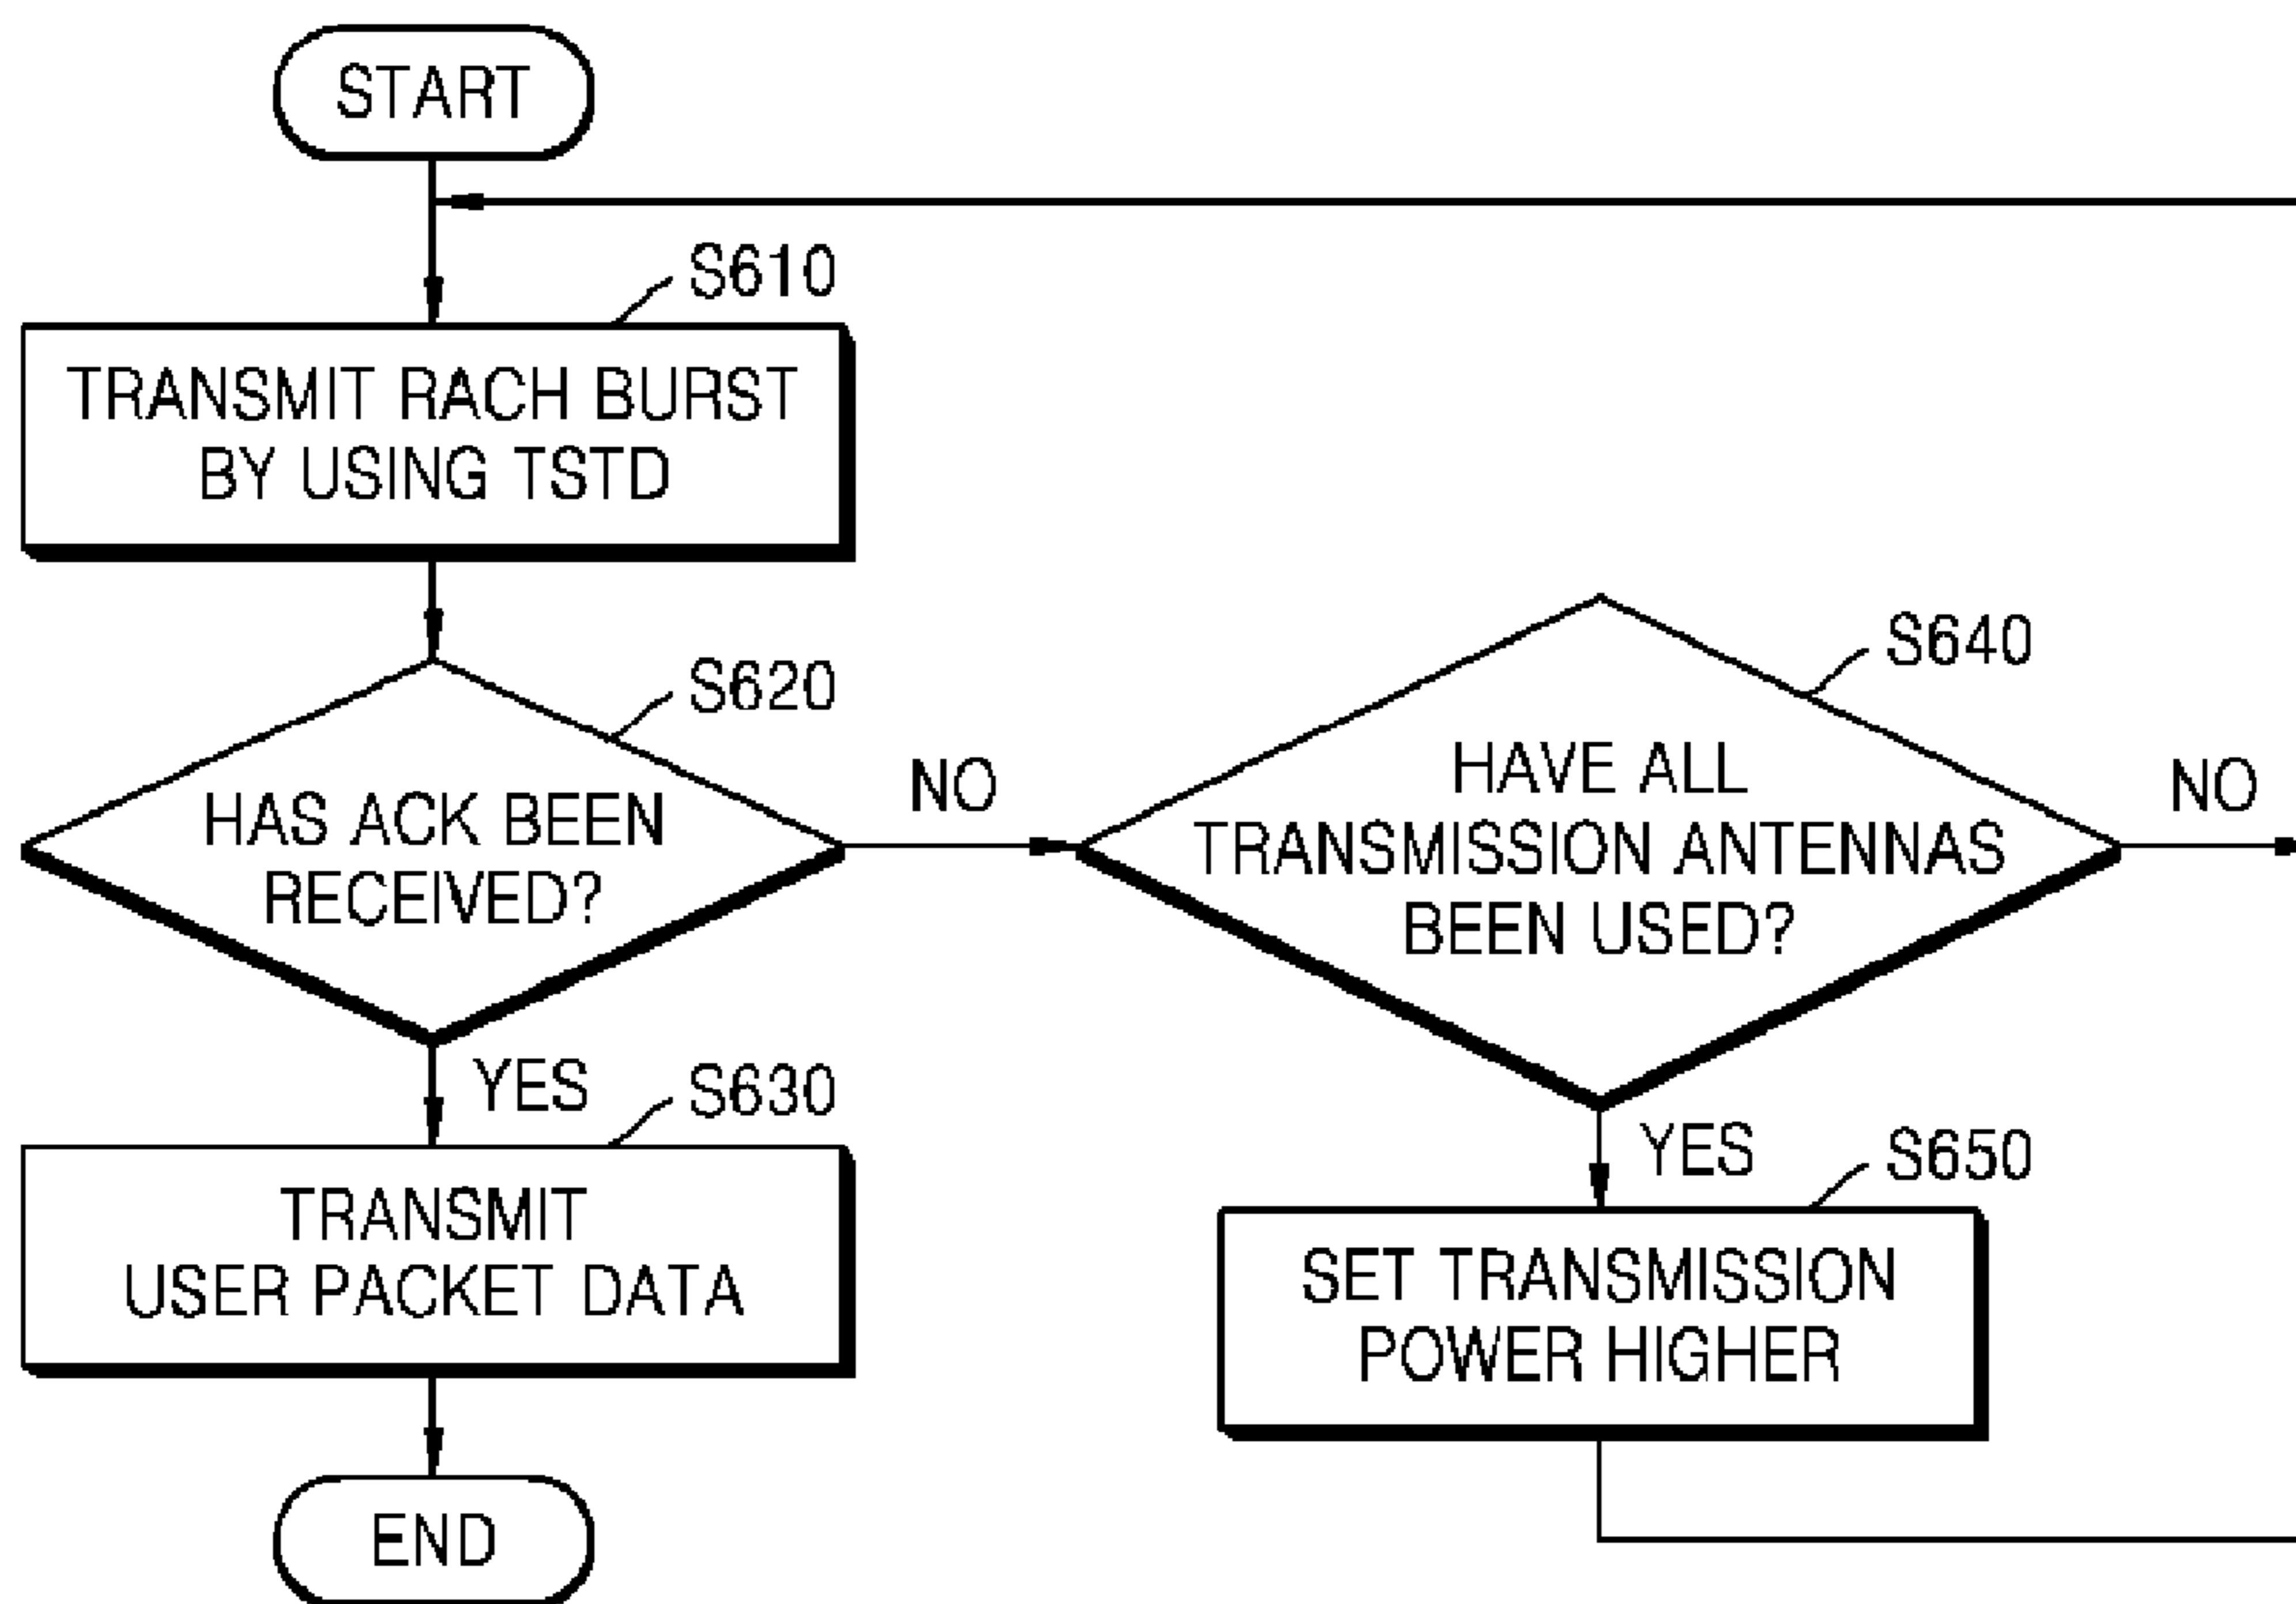 START
S610
TRANSMIT RACH BURST
BY USING TSTD
S620
HAS ACK BEEN
RECEIVED?
NO
YES
S630
TRANSMIT
USER PACKET DATA
END
S640
HAVE ALL
TRANSMISSION ANTENNAS
BEEN USED?
NO
YES
S650
SET TRANSMISSION
POWER HIGHER